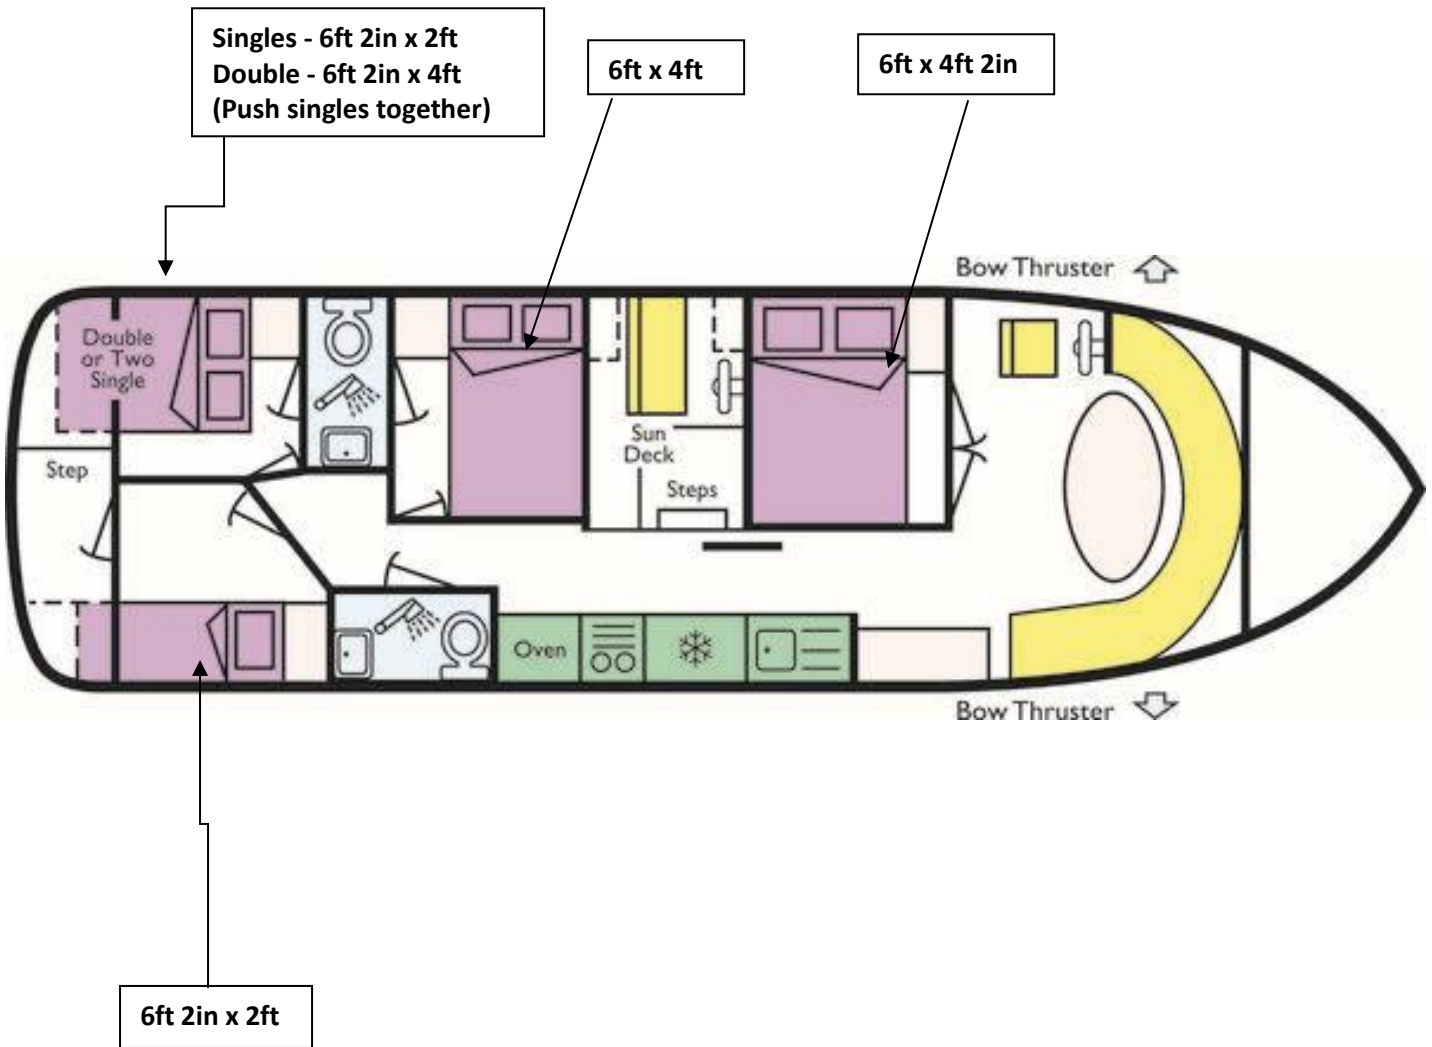 Singles - 6ft 2in x 2ft
Double - 6ft 2in x 4ft
(Push singles together)
6ft x 4ft
6ft x 4ft 2in
Bow Thruster
Double
or Two
Single
Sun
Deck
Step
Steps
Oven
Bow Thruster
6ft 2in x 2ft